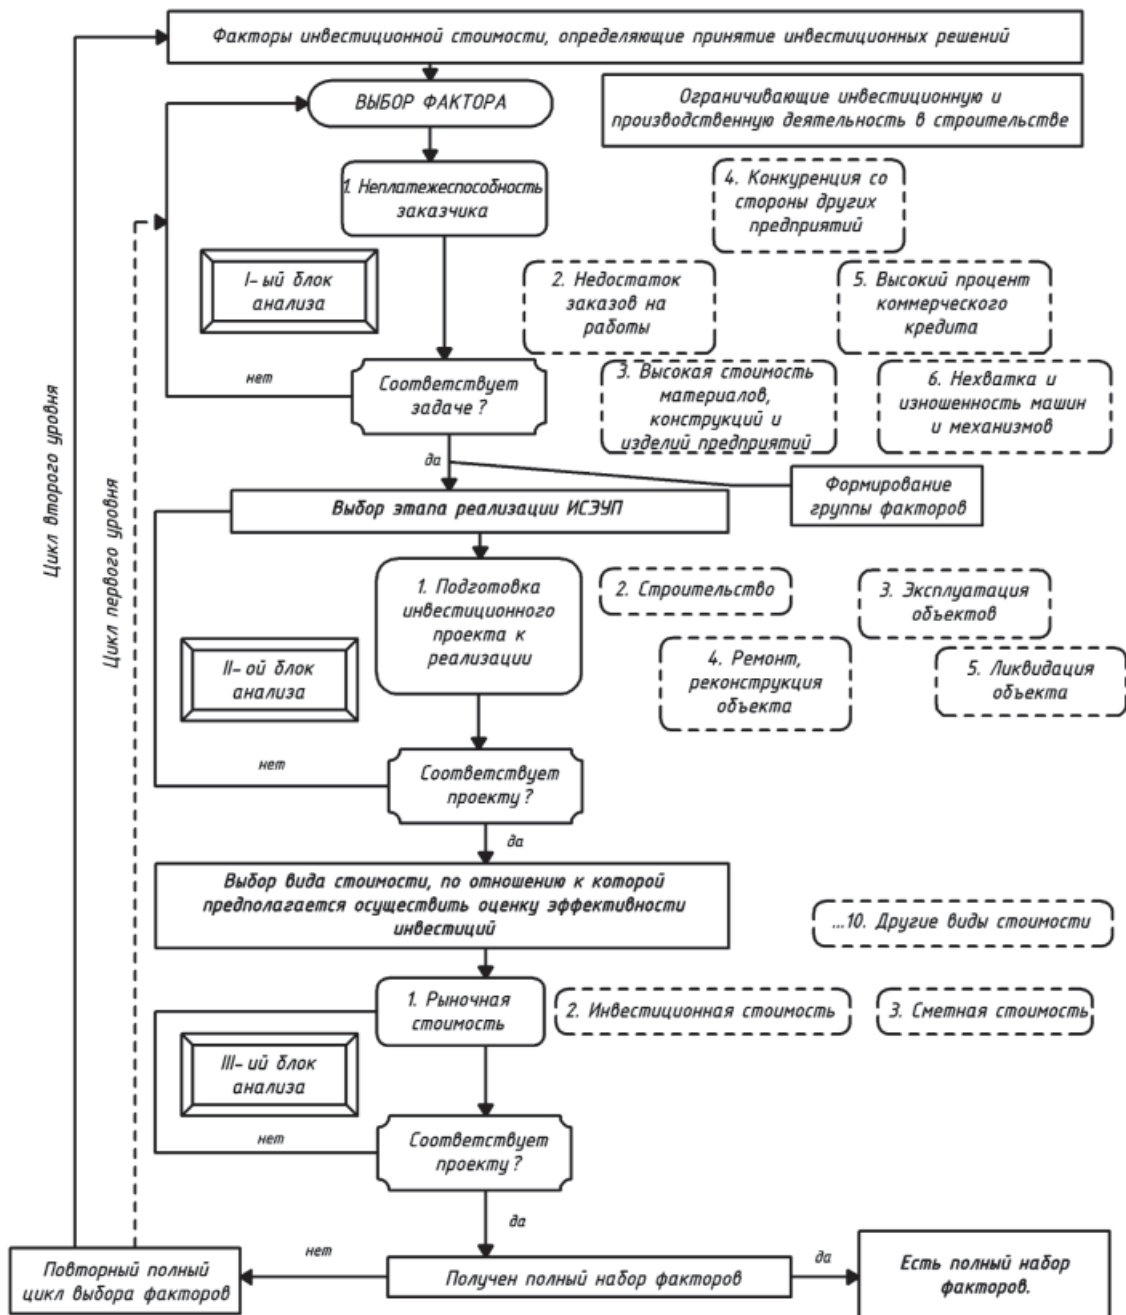 Факторы инвестиционной стоимости, определяющие принятие инвестиционных решений
ВЫБОР ФАКТОРА
Ограничивающие инвестиционную и
производственную деятельность в строительстве
1. Неплатежеспособность
заказчика
4. Конкуренция со
стороны других
предприятий
I- ый блок
анализа
2. Недостаток
заказов на
работы
5. Высокий процент
коммерческого
кредита
нет
Соответствует
задаче?
3. Высокая стоимость
материалов,
конструкций и
изделий предприятий
6. Нехватка и
изношенность машин
и механизмов
да
Формирование
группы факторов
Выбор этапа реализации ИСЭУП
Цикл второго уровня
Цикл первого уровня
1. Подготовка
инвестиционного
проекта к
реализации
2. Строительство
3. Эксплуатация
объектов
II- ой блок
анализа
4. Ремонт,
реконструкция
объекта
5. Ликвидация
объекта
нет
Соответствует
проекту?
да
Выбор вида стоимости, по отношению к которой
предполагается осуществить оценку эффективности
инвестиций
...10. Другие виды стоимости
1. Рыночная
стоимость
2. Инвестиционная стоимость
3. Сметная стоимость
III- ий блок
анализа
нет
Соответствует
проекту?
да
Повторный полный
цикл выбора факторов
нет
Получен полный набор факторов
да
Есть полный набор
факторов.